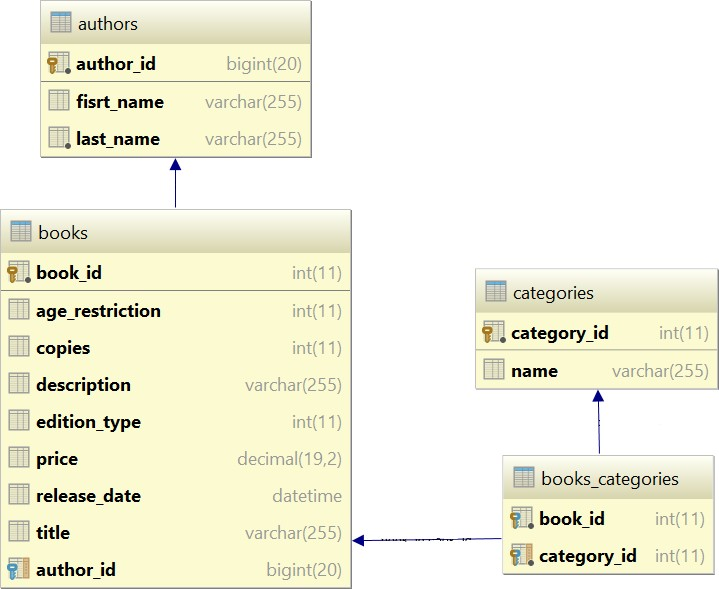 authors
author_id bigint(20)
fisrt_name varchar(255)
last_name varchar(255)
books
book_id int(11)
age_restriction int(11)
copies int(11)
description varchar(255)
edition_type int(11)
price decimal(19,2)
release_date datetime
title varchar(255)
author_id bigint(20)
categories
category_id int(11)
name varchar(255)
books_categories
book_id int(11)
category_id int(11)